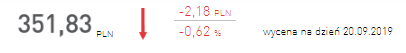 351,83 PLN
-2,18 PLN
-0,62 %
wycena na dzień 20.09.2019